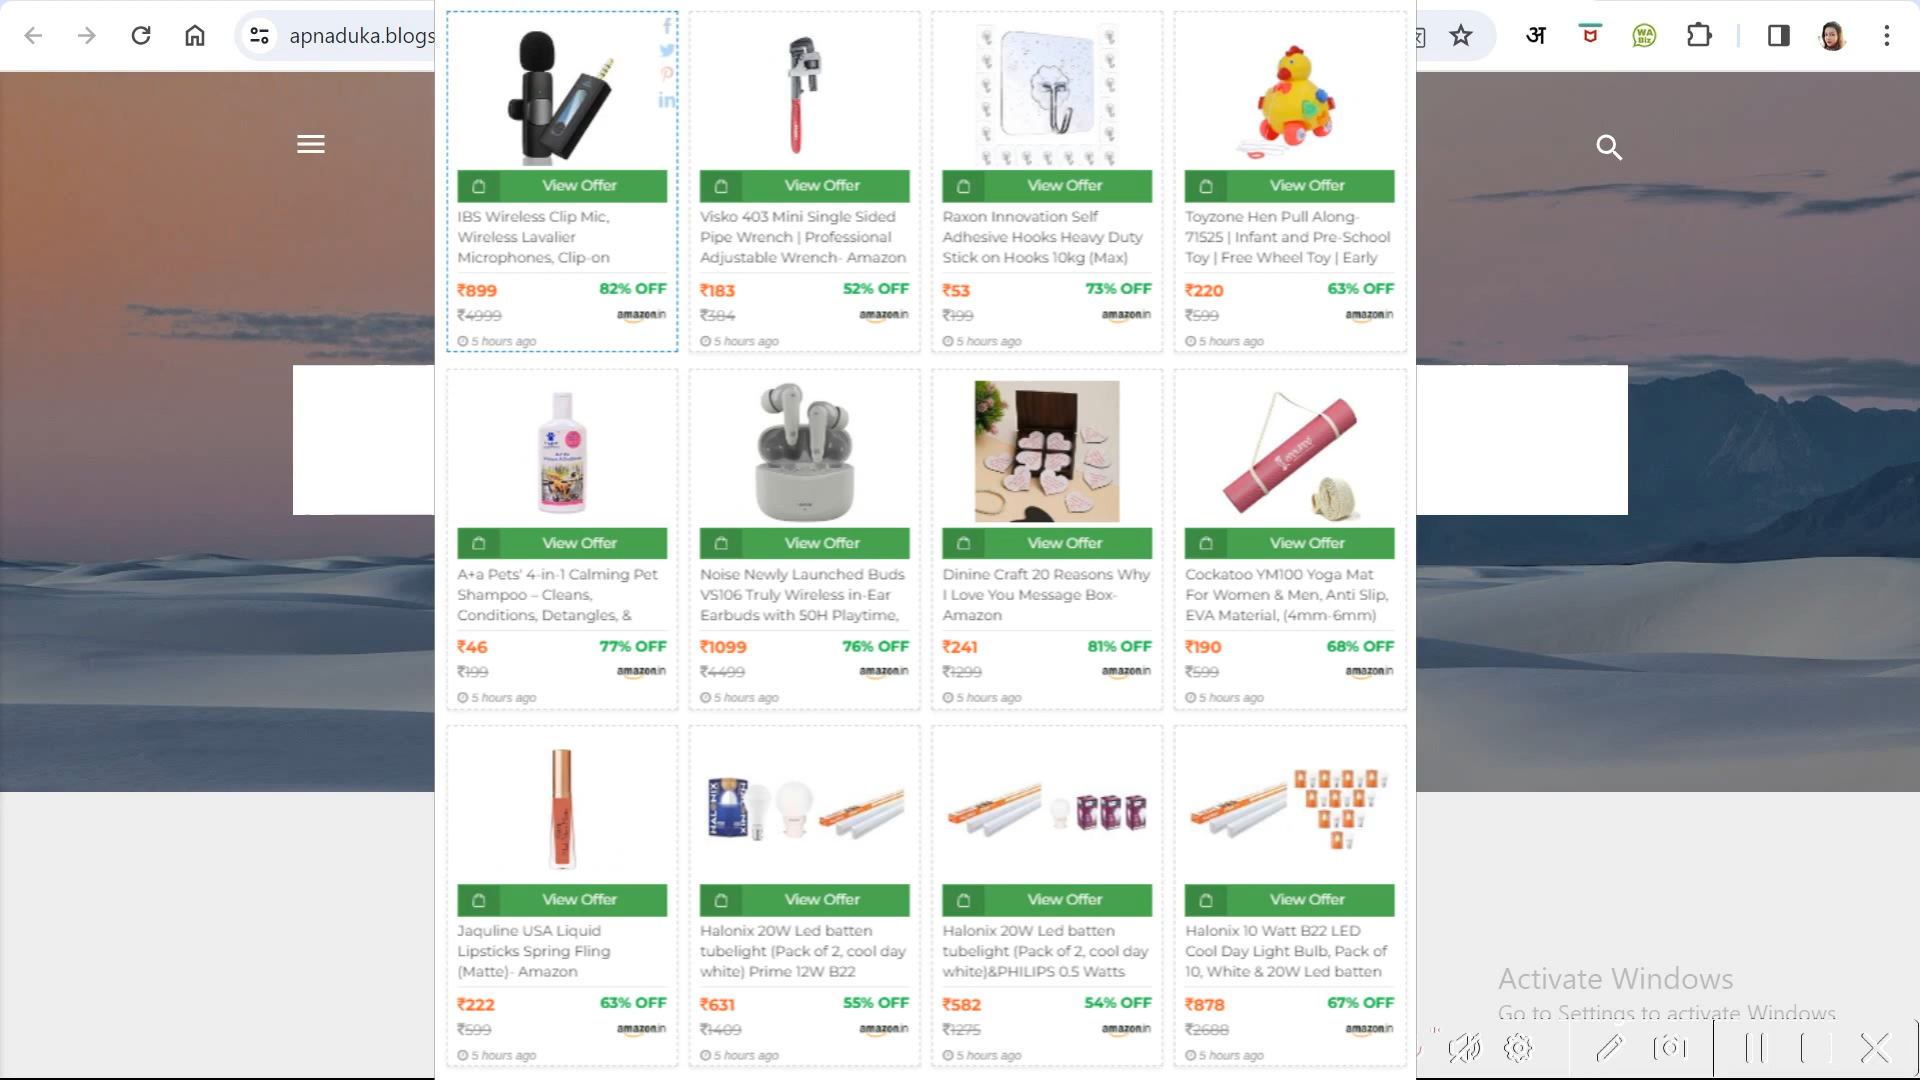 apnaduka.blogs
अ
WA
Biz
View Offer
IBS Wireless Clip Mic,
Wireless Lavalier
Microphones, Clip-on
₹899 82% OFF
₹4999 amazon.in
5 hours ago
View Offer
Visko 403 Mini Single Sided
Pipe Wrench | Professional
Adjustable Wrench- Amazon
₹183 52% OFF
₹384 amazon.in
5 hours ago
View Offer
Raxon Innovation Self
Adhesive Hooks Heavy Duty
Stick on Hooks 10kg (Max)
₹53 73% OFF
₹199 amazon.in
5 hours ago
View Offer
Toyzone Hen Pull Along-
71525 | Infant and Pre-School
Toy | Free Wheel Toy | Early
₹220 63% OFF
₹599 amazon.in
5 hours ago
View Offer
A+a Pets' 4-in-1 Calming Pet
Shampoo – Cleans,
Conditions, Detangles, &
₹46 77% OFF
₹199 amazon.in
5 hours ago
View Offer
Noise Newly Launched Buds
VS106 Truly Wireless in-Ear
Earbuds with 50H Playtime,
₹1099 76% OFF
₹4499 amazon.in
5 hours ago
View Offer
Dinine Craft 20 Reasons Why
I Love You Message Box-
Amazon
₹241 81% OFF
₹1299 amazon.in
5 hours ago
View Offer
Cockatoo YM100 Yoga Mat
For Women & Men, Anti Slip,
EVA Material, (4mm-6mm)
₹190 68% OFF
₹599 amazon.in
5 hours ago
View Offer
Jaquline USA Liquid
Lipsticks Spring Fling
(Matte)- Amazon
₹222 63% OFF
₹599 amazon.in
5 hours ago
HALONIX
View Offer
Halonix 20W Led batten
tubelight (Pack of 2, cool day
white) Prime 12W B22
₹631 55% OFF
₹1409 amazon.in
5 hours ago
View Offer
Halonix 20W Led batten
tubelight (Pack of 2, cool day
white)&PHILIPS 0.5 Watts
₹582 54% OFF
₹1275 amazon.in
5 hours ago
View Offer
Halonix 10 Watt B22 LED
Cool Day Light Bulb, Pack of
10, White & 20W Led batten
₹878 67% OFF
₹2688 amazon.in
5 hours ago
Activate Windows
Go to Settings to activate Windows